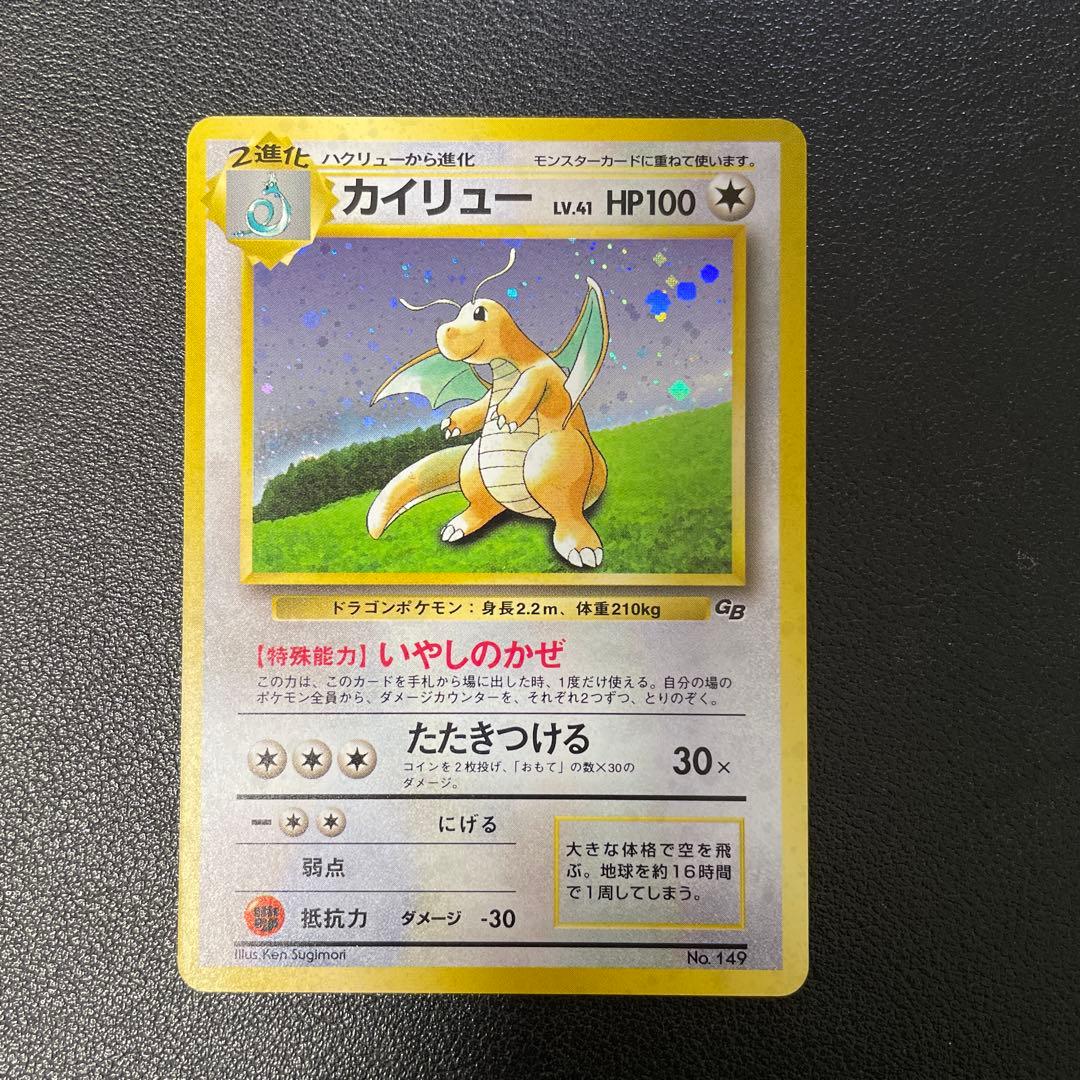 2進化 ハクリューから進化 モンスターカードに重ねて使います。
カイリュー LV.41 HP100
ドラゴンポケモン：身長2.2m、体重210kg GB
【特殊能力】いやしのかぜ
この力は、このカードを手札から場に出した時、1度だけ使える。自分の場の
ポケモン全員から、ダメージカウンターを、それぞれ2つずつ、とりのぞく。
たたきつける 30×
コインを2枚投げ、「おもて」の数×30の
ダメージ。
にげる
弱点
抵抗力 ダメージ -30
大きな体格で空を飛
ぶ。地球を約16時間
で1周してしまう。
Illus. Ken Sugimori No. 149